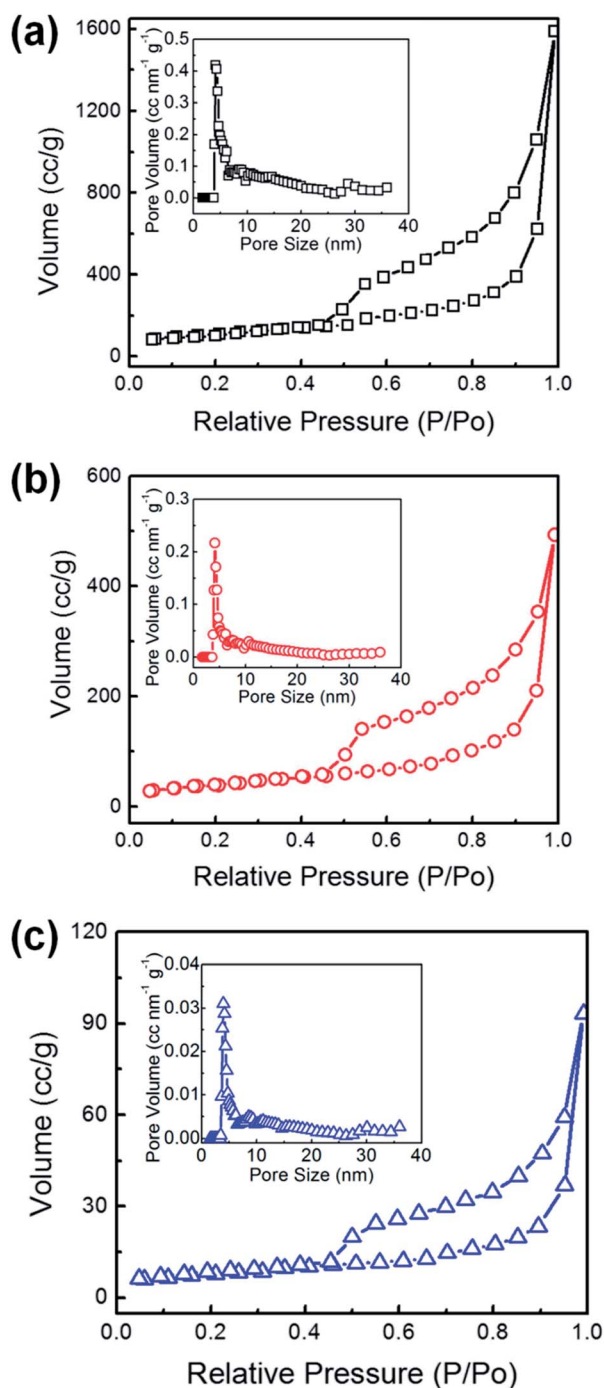 (a)
1600
1200
800
400
0
Volume (cc/g)
0.5
0.4
0.3
0.2
0.1
0.0
Pore Volume (cc nm⁻¹ g⁻¹)
0 10 20 30 40
Pore Size (nm)
0.0 0.2 0.4 0.6 0.8 1.0
Relative Pressure (P/Po)
(b)
600
400
200
0
Volume (cc/g)
0.3
0.2
0.1
0.0
Pore Volume (cc nm⁻¹ g⁻¹)
0 10 20 30 40
Pore Size (nm)
0.0 0.2 0.4 0.6 0.8 1.0
Relative Pressure (P/Po)
(c)
120
90
60
30
0
Volume (cc/g)
0.04
0.03
0.02
0.01
0.00
Pore Volume (cc nm⁻¹ g⁻¹)
0 10 20 30 40
Pore Size (nm)
0.0 0.2 0.4 0.6 0.8 1.0
Relative Pressure (P/Po)